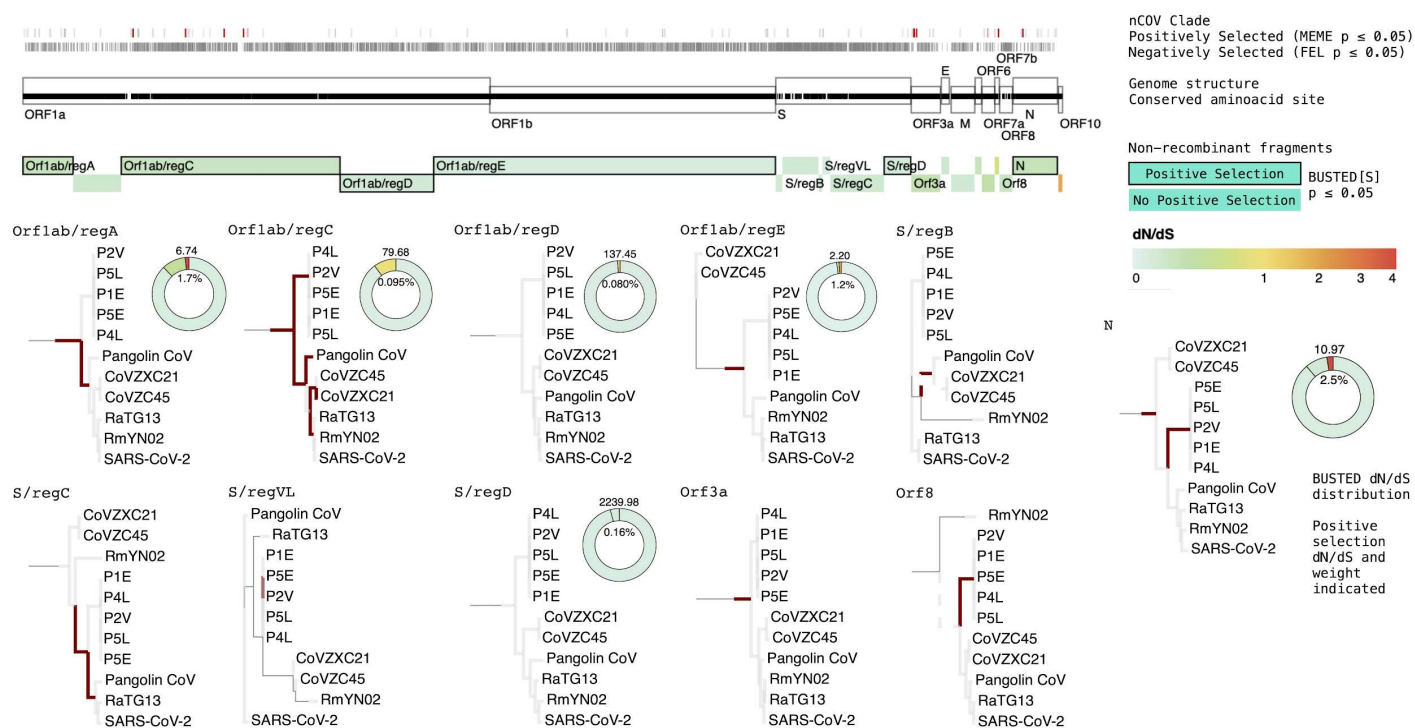 nCOV Clade
Positively Selected (MEME p ≤ 0.05)
Negatively Selected (FEL p ≤ 0.05)
ORF7b
E
ORF6
Genome structure
Conserved aminoacid site
ORF1a
ORF1b
S
ORF3a
M
ORF7a
N
ORF8
ORF10
Non-recombinant fragments
Positive Selection
No Positive Selection
BUSTED[S]
p ≤ 0.05
Orf1ab/regA
Orf1ab/regC
Orf1ab/regD
Orf1ab/regE
S/regB
S/regVL
S/regC
S/regD
Orf3a
Orf8
N
dN/dS
0 1 2 3 4
Orf1ab/regA
P2V
P5L
P1E
P5E
P4L
Pangolin CoV
CoVZXC21
CoVZC45
RaTG13
RmYN02
SARS-CoV-2
6.74
1.7%
Orf1ab/regC
P4L
P2V
P5E
P1E
P5L
Pangolin CoV
CoVZC45
CoVZXC21
RaTG13
RmYN02
SARS-CoV-2
79.68
0.095%
Orf1ab/regD
P2V
P5L
P1E
P4L
P5E
CoVZXC21
CoVZC45
Pangolin CoV
RaTG13
RmYN02
SARS-CoV-2
137.45
0.080%
Orf1ab/regE
CoVZXC21
CoVZC45
P2V
P5E
P4L
P5L
P1E
Pangolin CoV
RmYN02
RaTG13
SARS-CoV-2
2.20
1.2%
S/regB
P5E
P4L
P1E
P2V
P5L
Pangolin CoV
CoVZXC21
CoVZC45
RmYN02
RaTG13
SARS-CoV-2
N
CoVZXC21
CoVZC45
P5E
P5L
P2V
P1E
P4L
Pangolin CoV
RaTG13
RmYN02
SARS-CoV-2
10.97
2.5%
BUSTED dN/dS
distribution
Positive
selection
dN/dS and
weight
indicated
S/regC
CoVZXC21
CoVZC45
RmYN02
P1E
P4L
P2V
P5L
P5E
Pangolin CoV
RaTG13
SARS-CoV-2
S/regVL
Pangolin CoV
RaTG13
P1E
P5E
P2V
P5L
P4L
CoVZXC21
CoVZC45
RmYN02
SARS-CoV-2
S/regD
P4L
P2V
P5L
P5E
P1E
CoVZXC21
CoVZC45
Pangolin CoV
RaTG13
RmYN02
SARS-CoV-2
2239.98
0.16%
Orf3a
P4L
P1E
P5L
P2V
P5E
CoVZXC21
CoVZC45
Pangolin CoV
RmYN02
RaTG13
SARS-CoV-2
Orf8
RmYN02
P2V
P1E
P5E
P4L
P5L
CoVZC45
CoVZXC21
Pangolin CoV
RaTG13
SARS-CoV-2